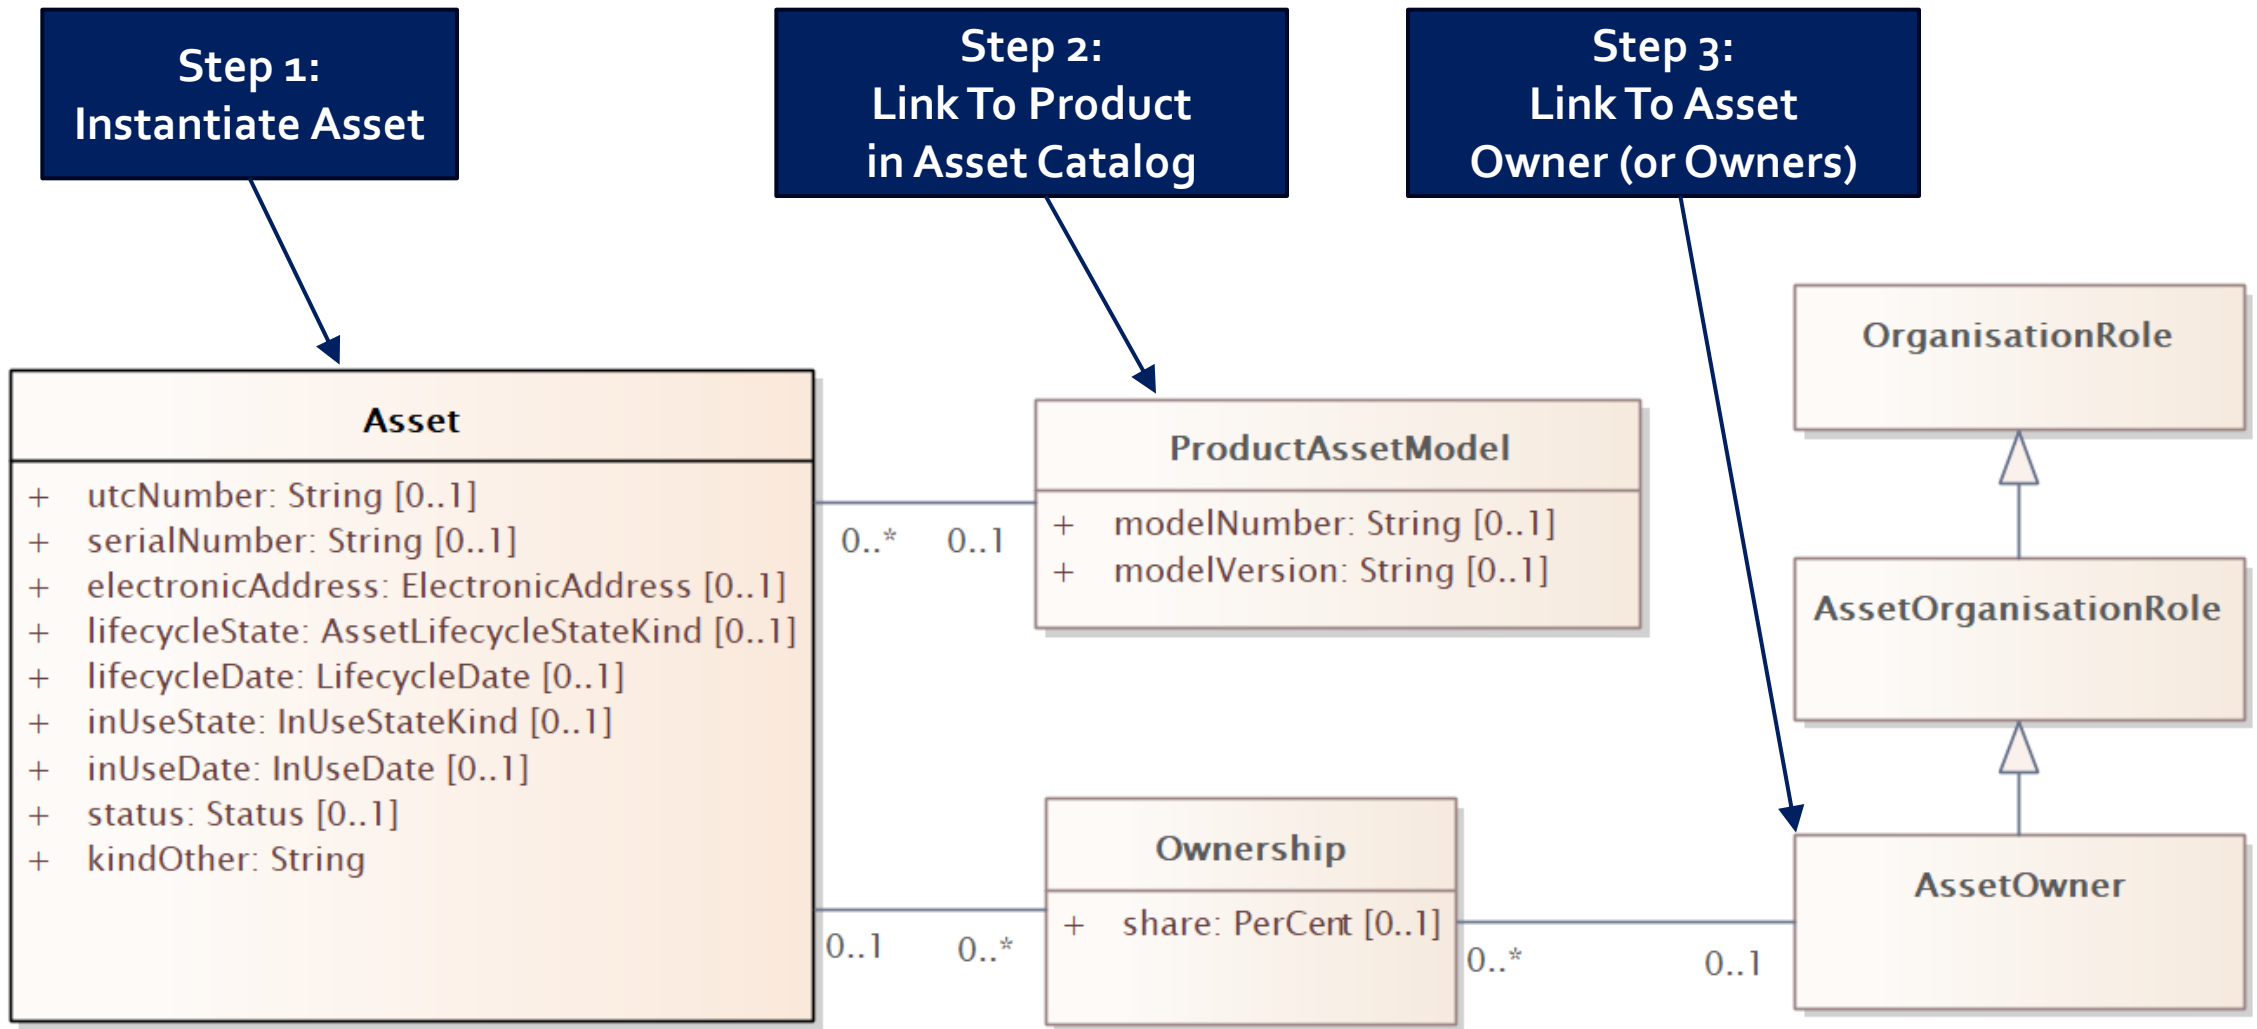 Step 1:
Instantiate Asset
Step 2:
Link To Product
in Asset Catalog
Step 3:
Link To Asset
Owner (or Owners)
Asset
+ utcNumber: String [0..1]
+ serialNumber: String [0..1]
+ electronicAddress: ElectronicAddress [0..1]
+ lifecycleState: AssetLifecycleStateKind [0..1]
+ lifecycleDate: LifecycleDate [0..1]
+ inUseState: InUseStateKind [0..1]
+ inUseDate: InUseDate [0..1]
+ status: Status [0..1]
+ kindOther: String
0..* 0..1
ProductAssetModel
+ modelNumber: String [0..1]
+ modelVersion: String [0..1]
OrganisationRole
AssetOrganisationRole
0..1 0..*
Ownership
+ share: PerCent [0..1]
0..* 0..1
AssetOwner